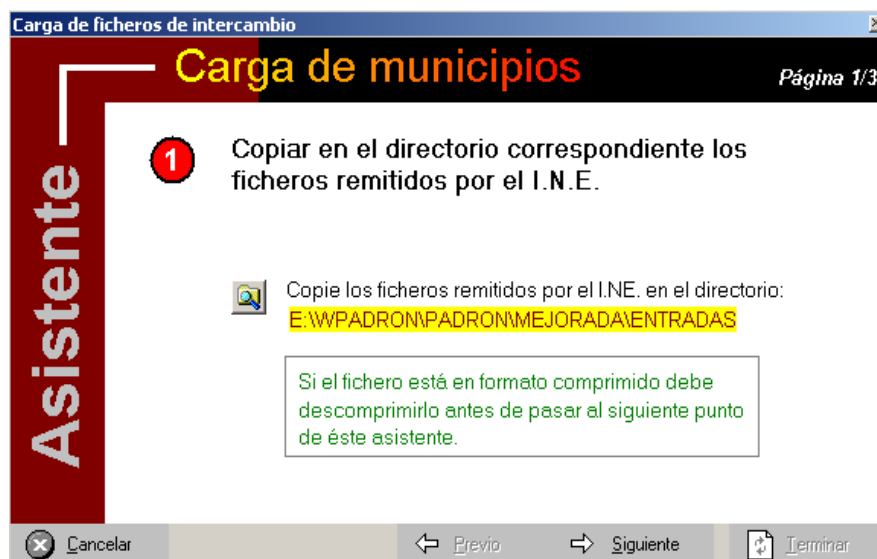 Carga de ficheros de intercambio
Carga de municipios
Página 1/3
Asistente
1
Copiar en el directorio correspondiente los
ficheros remitidos por el I.N.E.
Copie los ficheros remitidos por el I.NE. en el directorio:
E:\WPADRON\PADRON\MEJORADA\ENTRADAS
Si el fichero está en formato comprimido debe
descomprimirlo antes de pasar al siguiente punto
de éste asistente.
Cancelar
Previo
Siguiente
Terminar